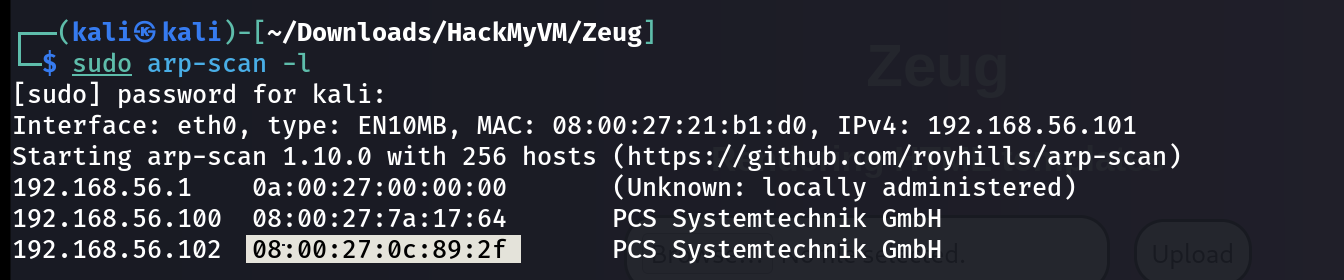 ┌──(kali㉿kali)-[~/Downloads/HackMyVM/Zeug]
└─$ sudo arp-scan -l
Zeug
[sudo] password for kali:
Interface: eth0, type: EN10MB, MAC: 08:00:27:21:b1:d0, IPv4: 192.168.56.101
Starting arp-scan 1.10.0 with 256 hosts (https://github.com/royhills/arp-scan)
192.168.56.1 0a:00:27:00:00:00 (Unknown: locally administered)
192.168.56.100 08:00:27:7a:17:64 PCS Systemtechnik GmbH
192.168.56.102 08:00:27:0c:89:2f PCS Systemtechnik GmbH
Upload